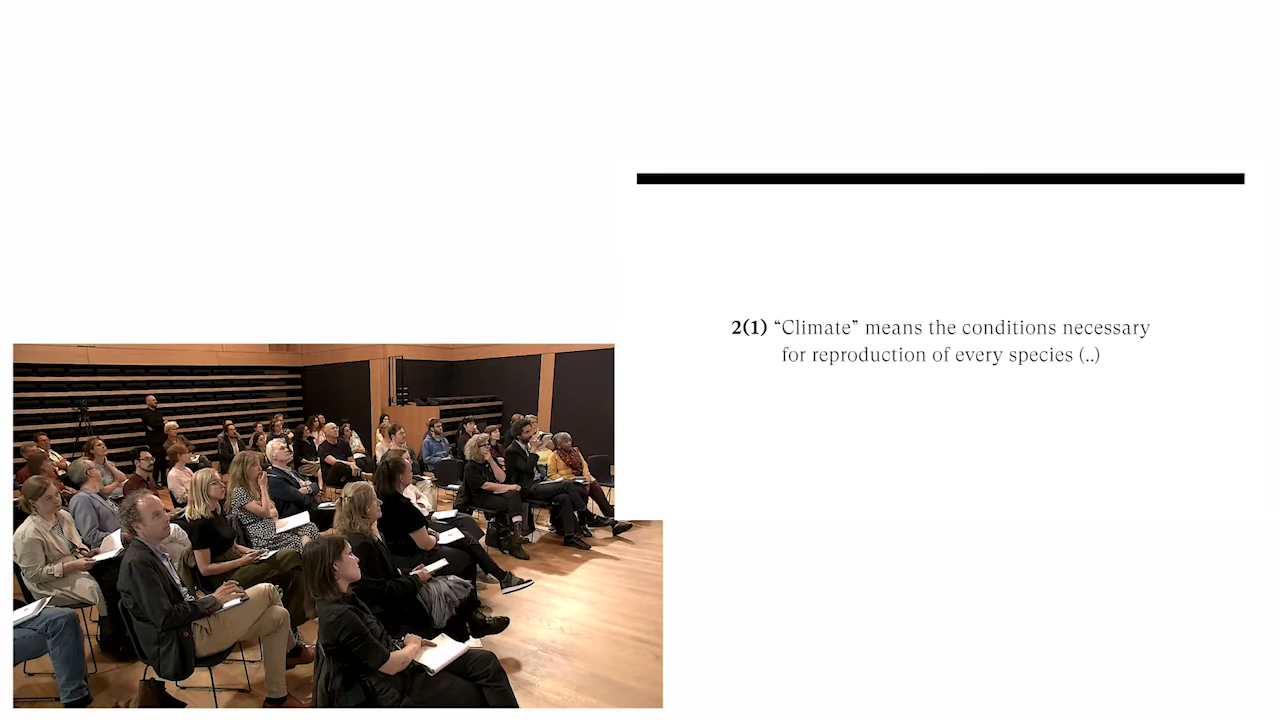 2(1) “Climate” means the conditions necessary
for reproduction of every species (..)